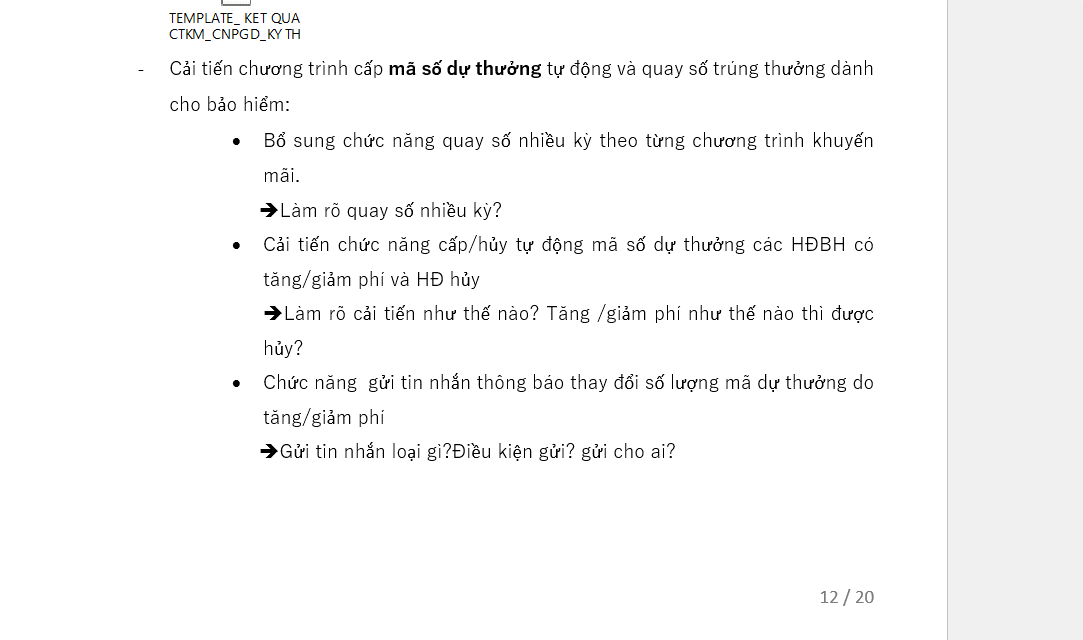 TEMPLATE_ KET QUA
CTKM_CNPGD_KY TH
- Cải tiến chương trình cấp mã số dự thưởng tự động và quay số trúng thưởng dành
cho bảo hiểm:
• Bổ sung chức năng quay số nhiều kỳ theo từng chương trình khuyến
mãi.
➔Làm rõ quay số nhiều kỳ?
• Cải tiến chức năng cấp/hủy tự động mã số dự thưởng các HĐBH có
tăng/giảm phí và HĐ hủy
➔Làm rõ cải tiến như thế nào? Tăng /giảm phí như thế nào thì được
hủy?
• Chức năng  gửi tin nhắn thông báo thay đổi số lượng mã dự thưởng do
tăng/giảm phí
➔Gửi tin nhắn loại gì?Điều kiện gửi? gửi cho ai?
12 / 20